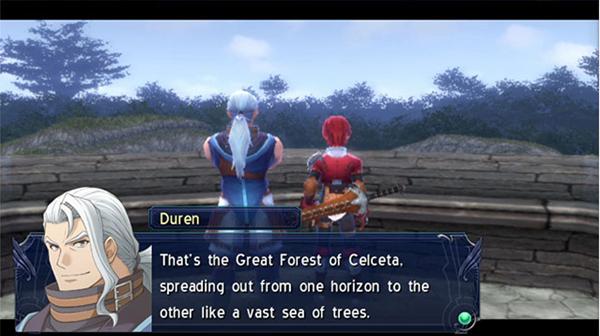 Duren
That's the Great Forest of Celceta,
spreading out from one horizon to the
other like a vast sea of trees.